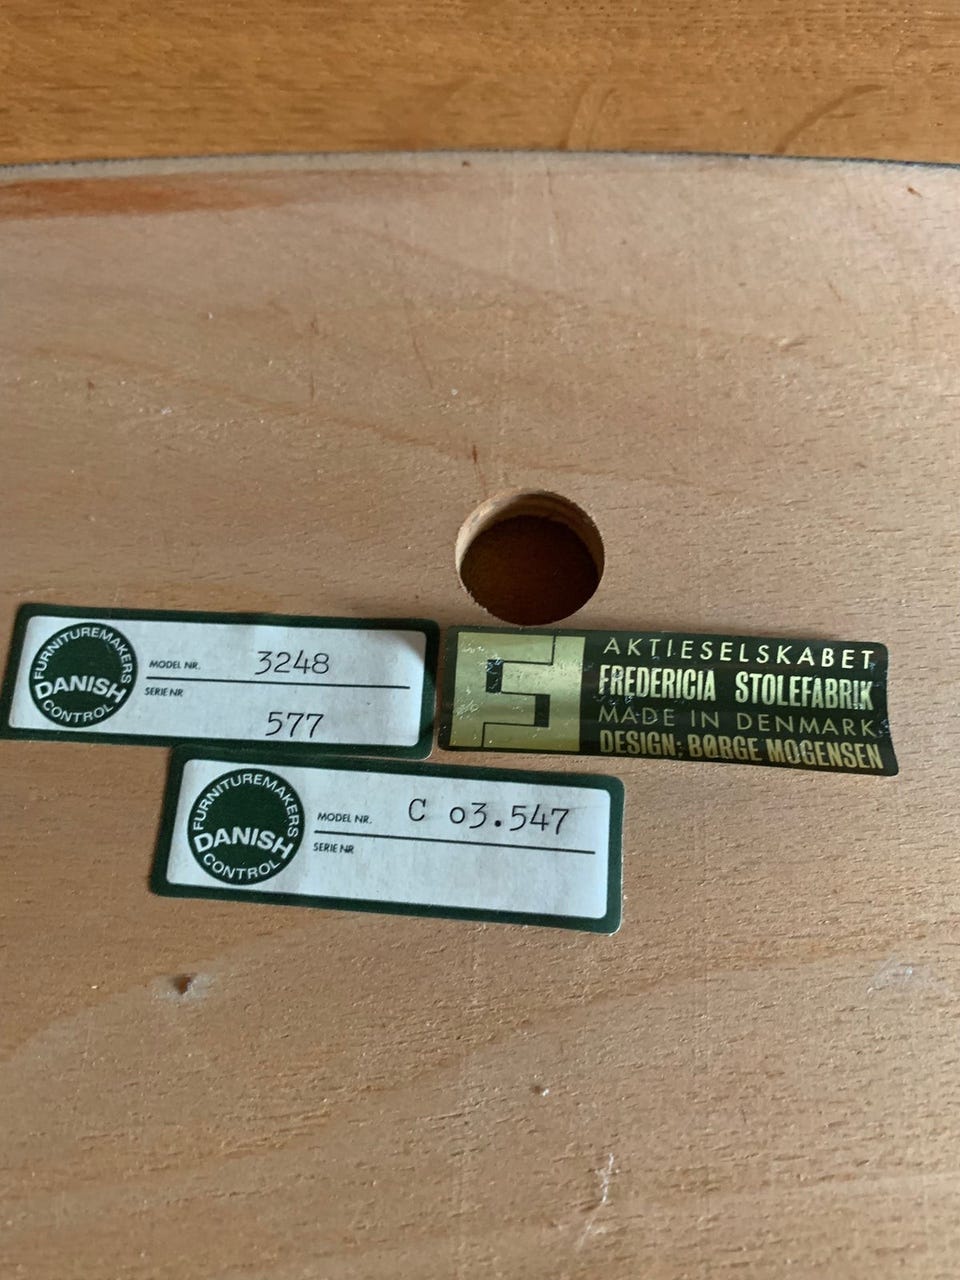 FURNITUREMAKERS
DANISH
CONTROL
MODEL NR. 3248
SERIE NR
577
AKTIESELSKABET
FREDERICIA STOLEFABRIK
MADE IN DENMARK
DESIGN: BØRGE MOGENSEN
FURNITUREMAKERS
DANISH
CONTROL
MODEL NR. C o3.547
SERIE NR